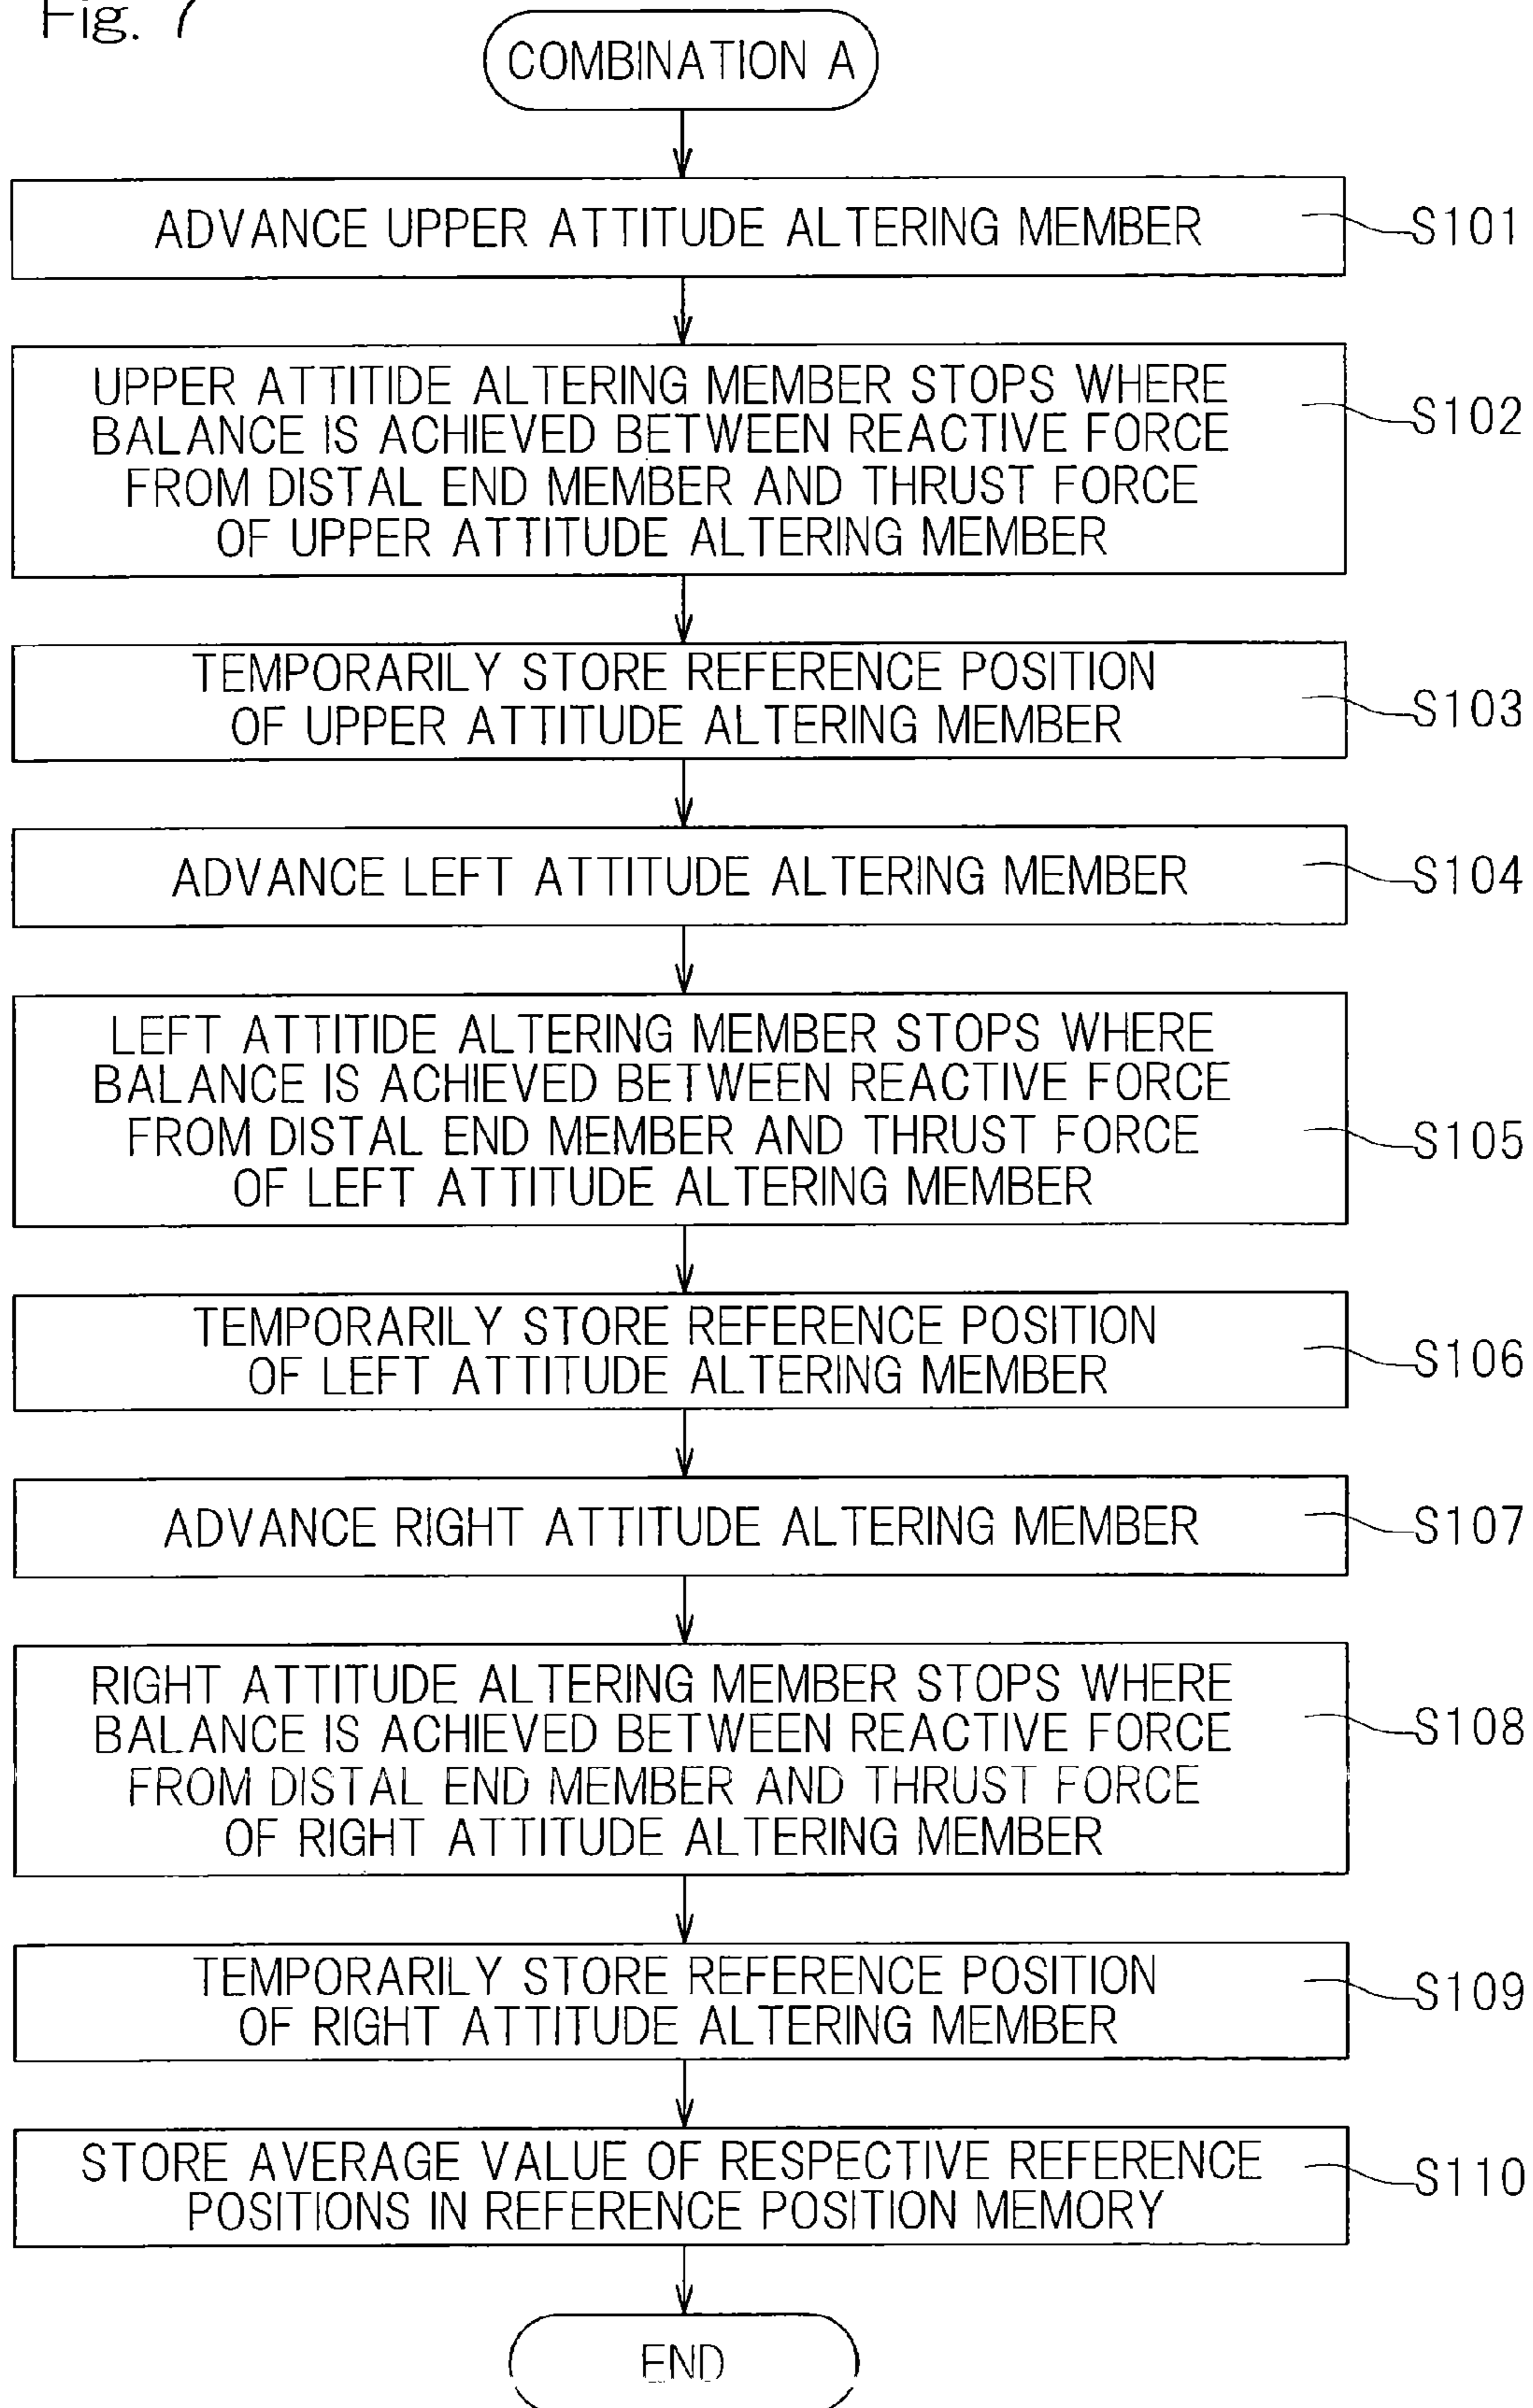 Fig. 7
COMBINATION A
ADVANCE UPPER ATTITUDE ALTERING MEMBER
S101
UPPER ATTITIDE ALTERING MEMBER STOPS WHERE
BALANCE IS ACHIEVED BETWEEN REACTIVE FORCE
FROM DISTAL END MEMBER AND THRUST FORCE
OF UPPER ATTITUDE ALTERING MEMBER
S102
TEMPORARILY STORE REFERENCE POSITION
OF UPPER ATTITUDE ALTERING MEMBER
S103
ADVANCE LEFT ATTITUDE ALTERING MEMBER
S104
LEFT ATTITIDE ALTERING MEMBER STOPS WHERE
BALANCE IS ACHIEVED BETWEEN REACTIVE FORCE
FROM DISTAL END MEMBER AND THRUST FORCE
OF LEFT ATTITUDE ALTERING MEMBER
S105
TEMPORARILY STORE REFERENCE POSITION
OF LEFT ATTITUDE ALTERING MEMBER
S106
ADVANCE RIGHT ATTITUDE ALTERING MEMBER
S107
RIGHT ATTITUDE ALTERING MEMBER STOPS WHERE
BALANCE IS ACHIEVED BETWEEN REACTIVE FORCE
FROM DISTAL END MEMBER AND THRUST FORCE
OF RIGHT ATTITUDE ALTERING MEMBER
S108
TEMPORARILY STORE REFERENCE POSITION
OF RIGHT ATTITUDE ALTERING MEMBER
S109
STORE AVERAGE VALUE OF RESPECTIVE REFERENCE
POSITIONS IN REFERENCE POSITION MEMORY
S110
END